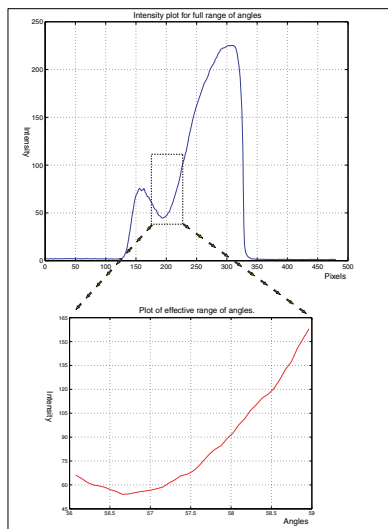 Intensity plot for full range of angles
250
200
150
100
50
0
Intensity
0 50 100 150 200 250 300 350 400 450 500
Pixels
Plot of effective range of angles.
165
150
135
120
105
90
75
60
45
Intensity
56 56.5 57 57.5 58 58.5 59
Angles